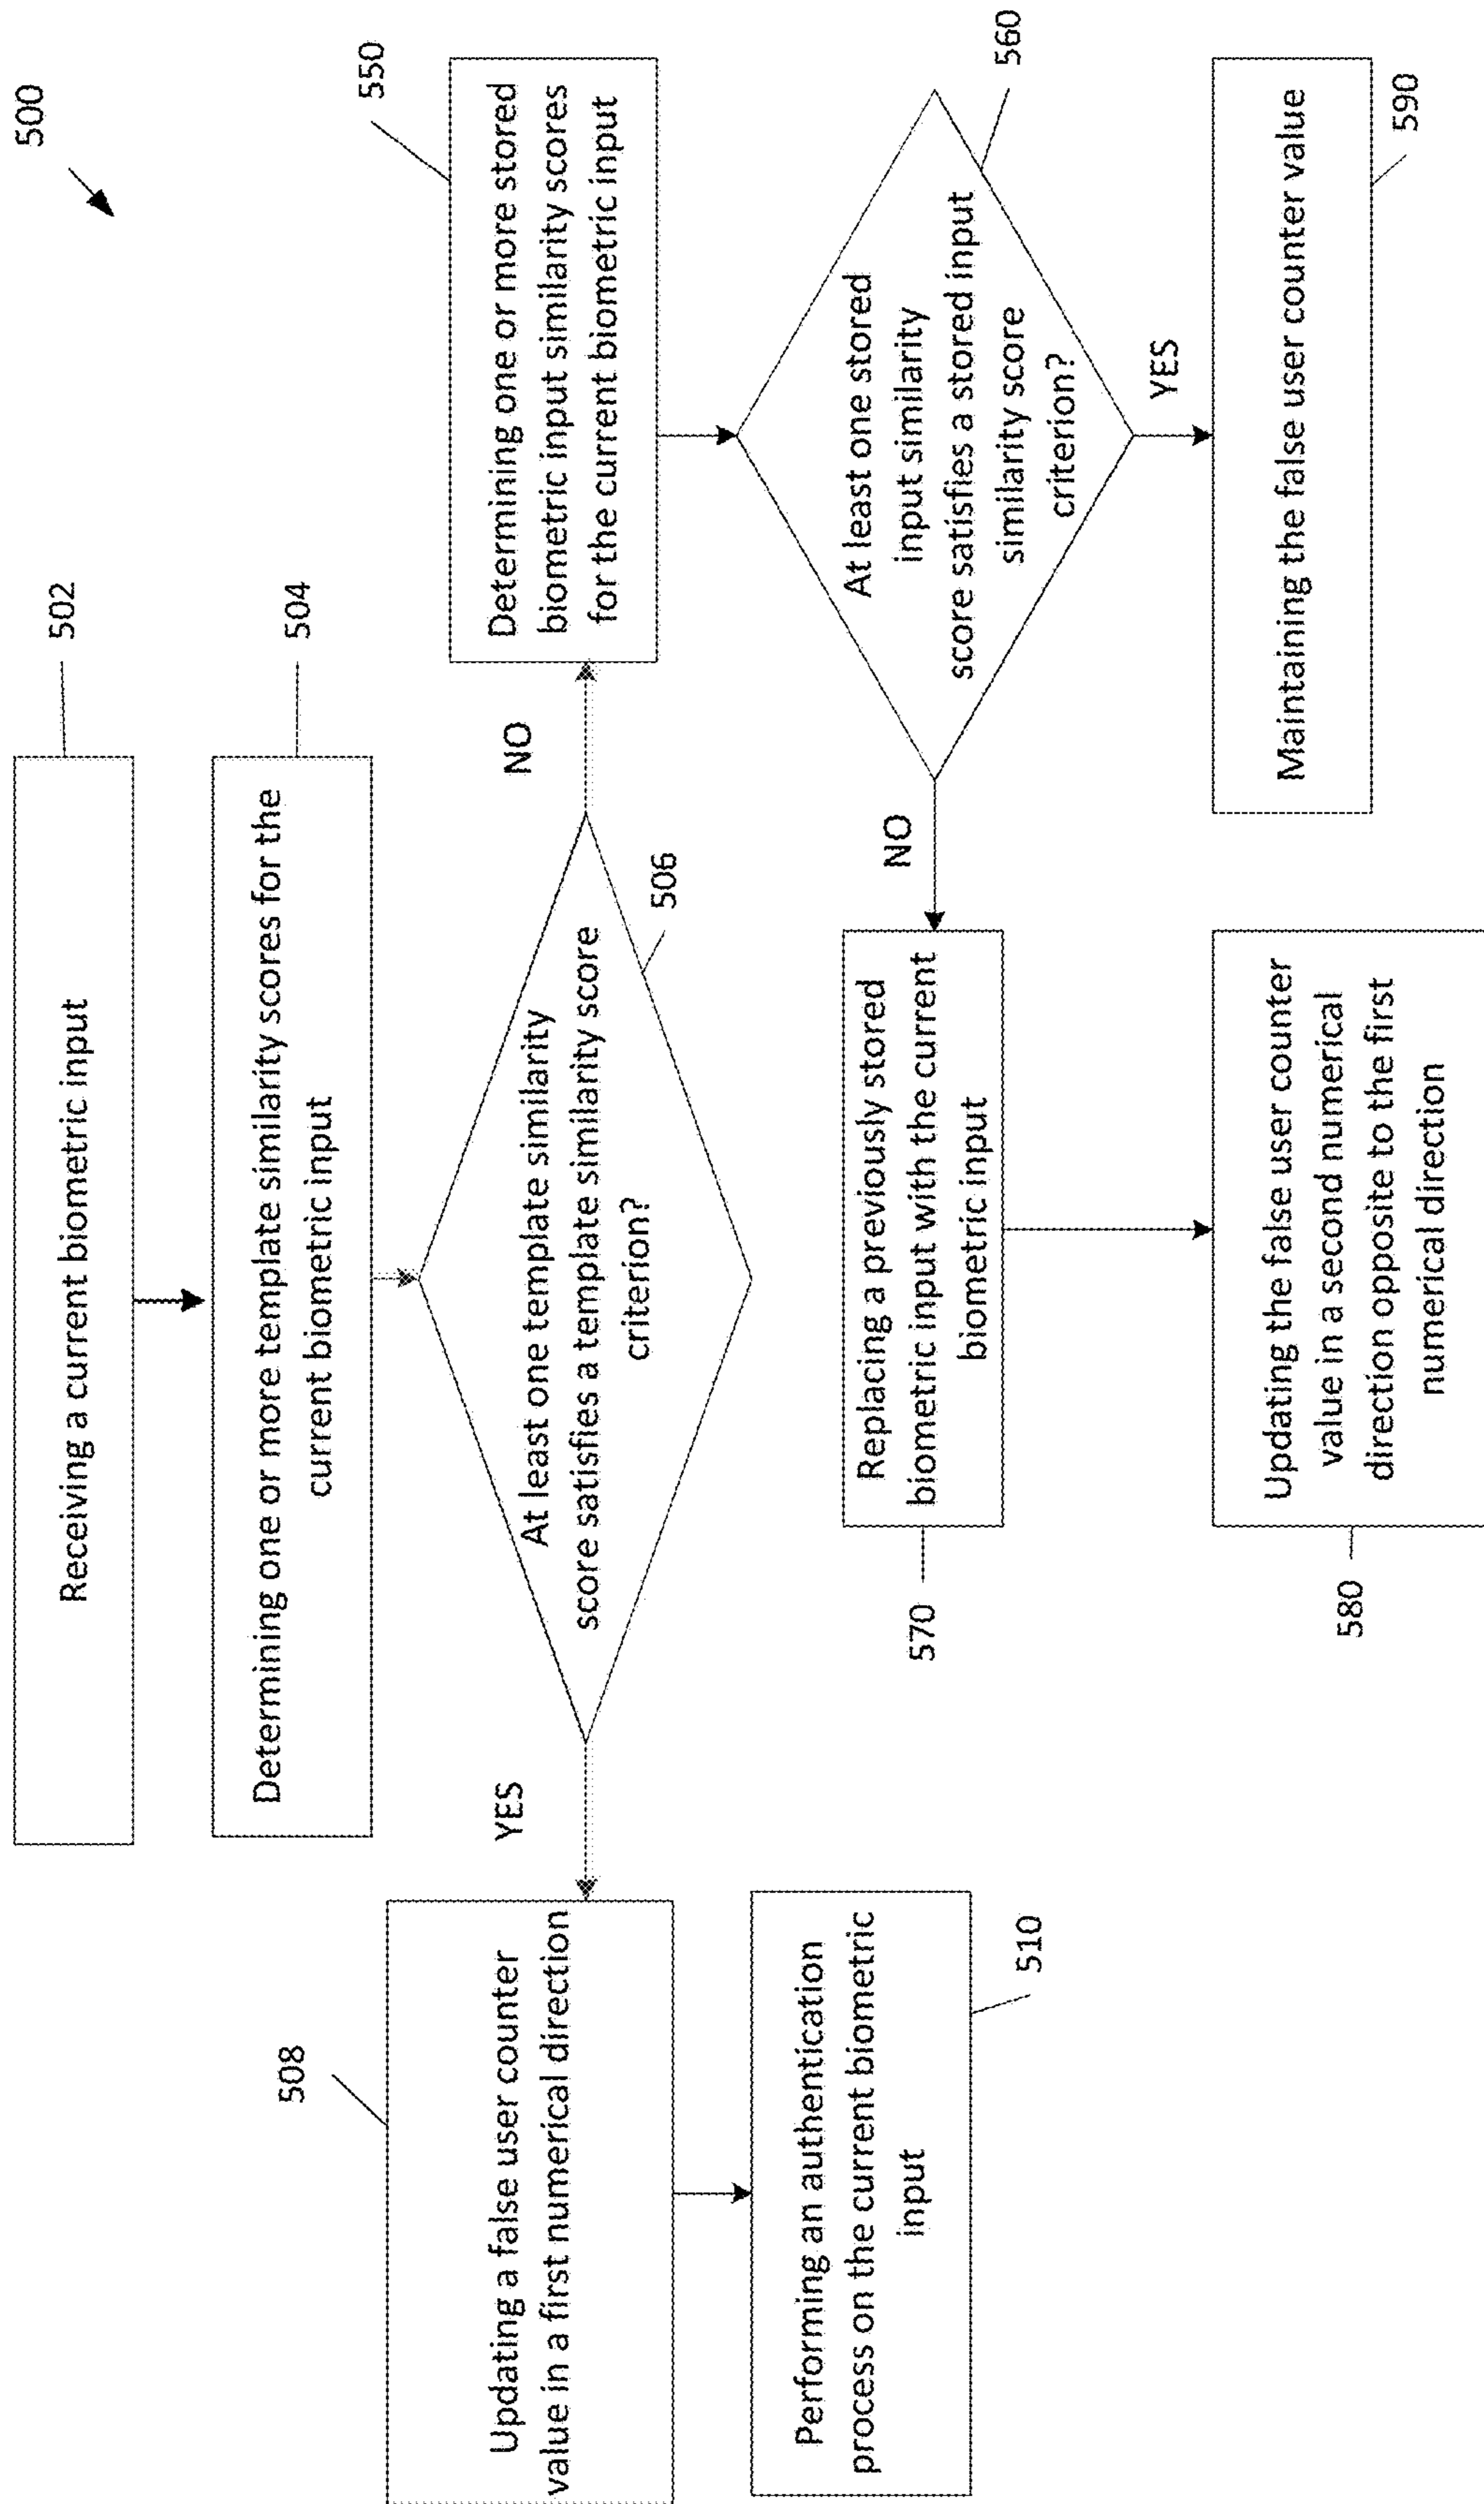 500
Receiving a current biometric input
502
Determining one or more template similarity scores for the
current biometric input
504
At least one template similarity
score satisfies a template similarity score
criterion?
506
YES
NO
508
Updating a false user counter
value in a first numerical direction
Performing an authentication
process on the current biometric
input
510
550
Determining one or more stored
biometric input similarity scores
for the current biometric input
560
At least one stored
input similarity
score satisfies a stored input
similarity score
criterion?
NO
YES
Replacing a previously stored
biometric input with the current
biometric input
570
Updating the false user counter
value in a second numerical
direction opposite to the first
numerical direction
580
Maintaining the false user counter value
590